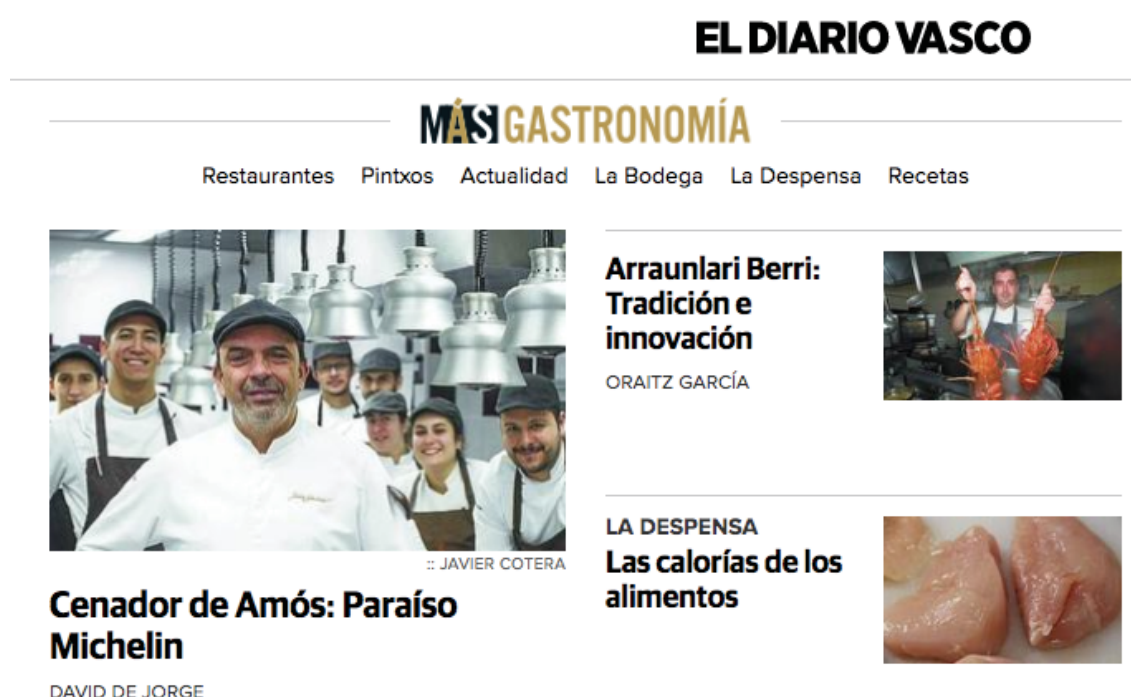 EL DIARIO VASCO
MÁS GASTRONOMÍA
Restaurantes Pintxos Actualidad La Bodega La Despensa Recetas
:: JAVIER COTERA
Cenador de Amós: Paraíso
Michelin
DAVID DE JORGE
Arraunlari Berri:
Tradición e
innovación
ORAITZ GARCÍA
LA DESPENSA
Las calorías de los
alimentos